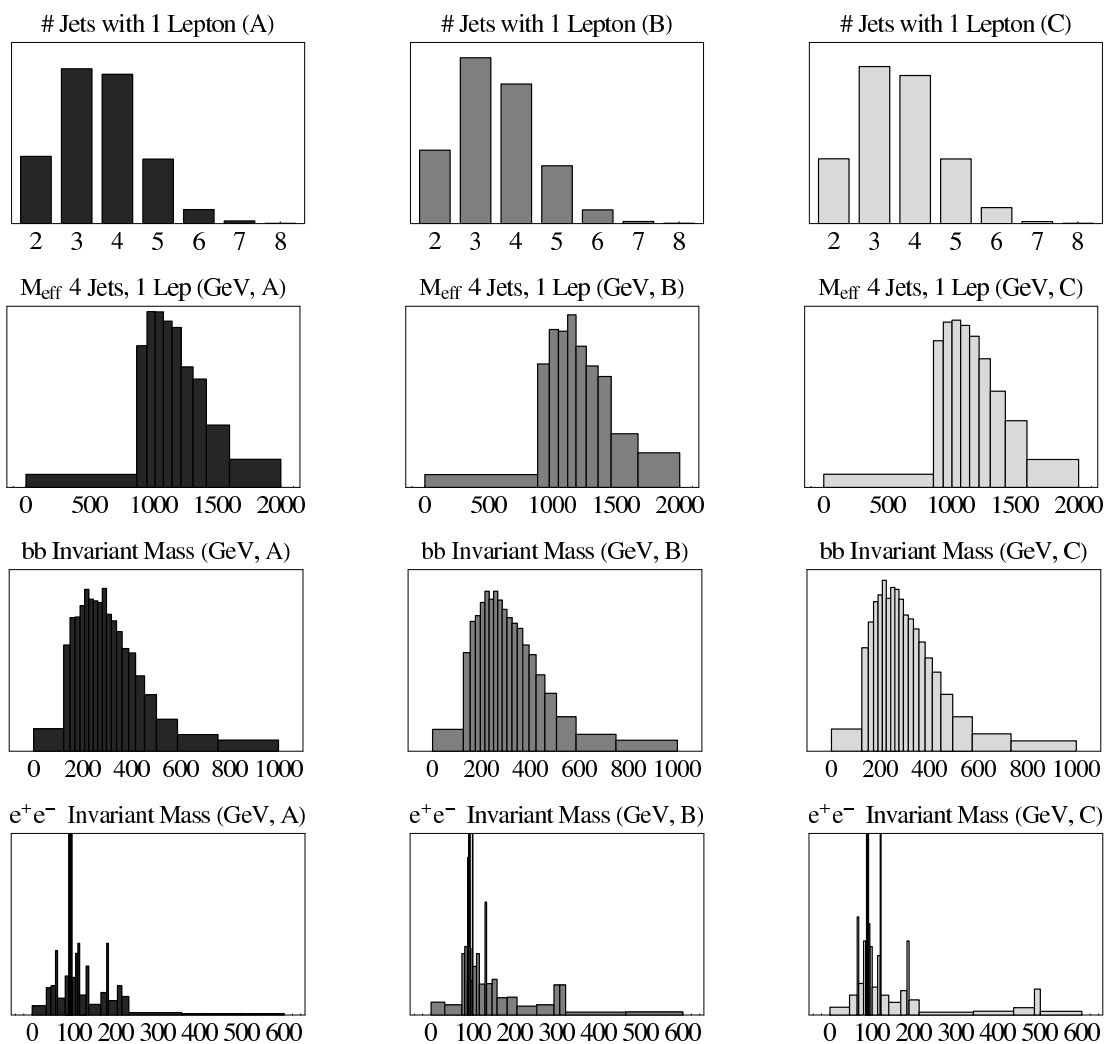 # Jets with 1 Lepton (A) # Jets with 1 Lepton (B) # Jets with 1 Lepton (C)
2 3 4 5 6 7 8 2 3 4 5 6 7 8 2 3 4 5 6 7 8
Meff 4 Jets, 1 Lep (GeV, A) Meff 4 Jets, 1 Lep (GeV, B) Meff 4 Jets, 1 Lep (GeV, C)
0 500 1000 1500 2000 0 500 1000 1500 2000 0 500 1000 1500 2000
bb Invariant Mass (GeV, A) bb Invariant Mass (GeV, B) bb Invariant Mass (GeV, C)
0 200 400 600 800 1000 0 200 400 600 800 1000 0 200 400 600 800 1000
e⁺e⁻ Invariant Mass (GeV, A) e⁺e⁻ Invariant Mass (GeV, B) e⁺e⁻ Invariant Mass (GeV, C)
0 100 200 300 400 500 600 0 100 200 300 400 500 600 0 100 200 300 400 500 600